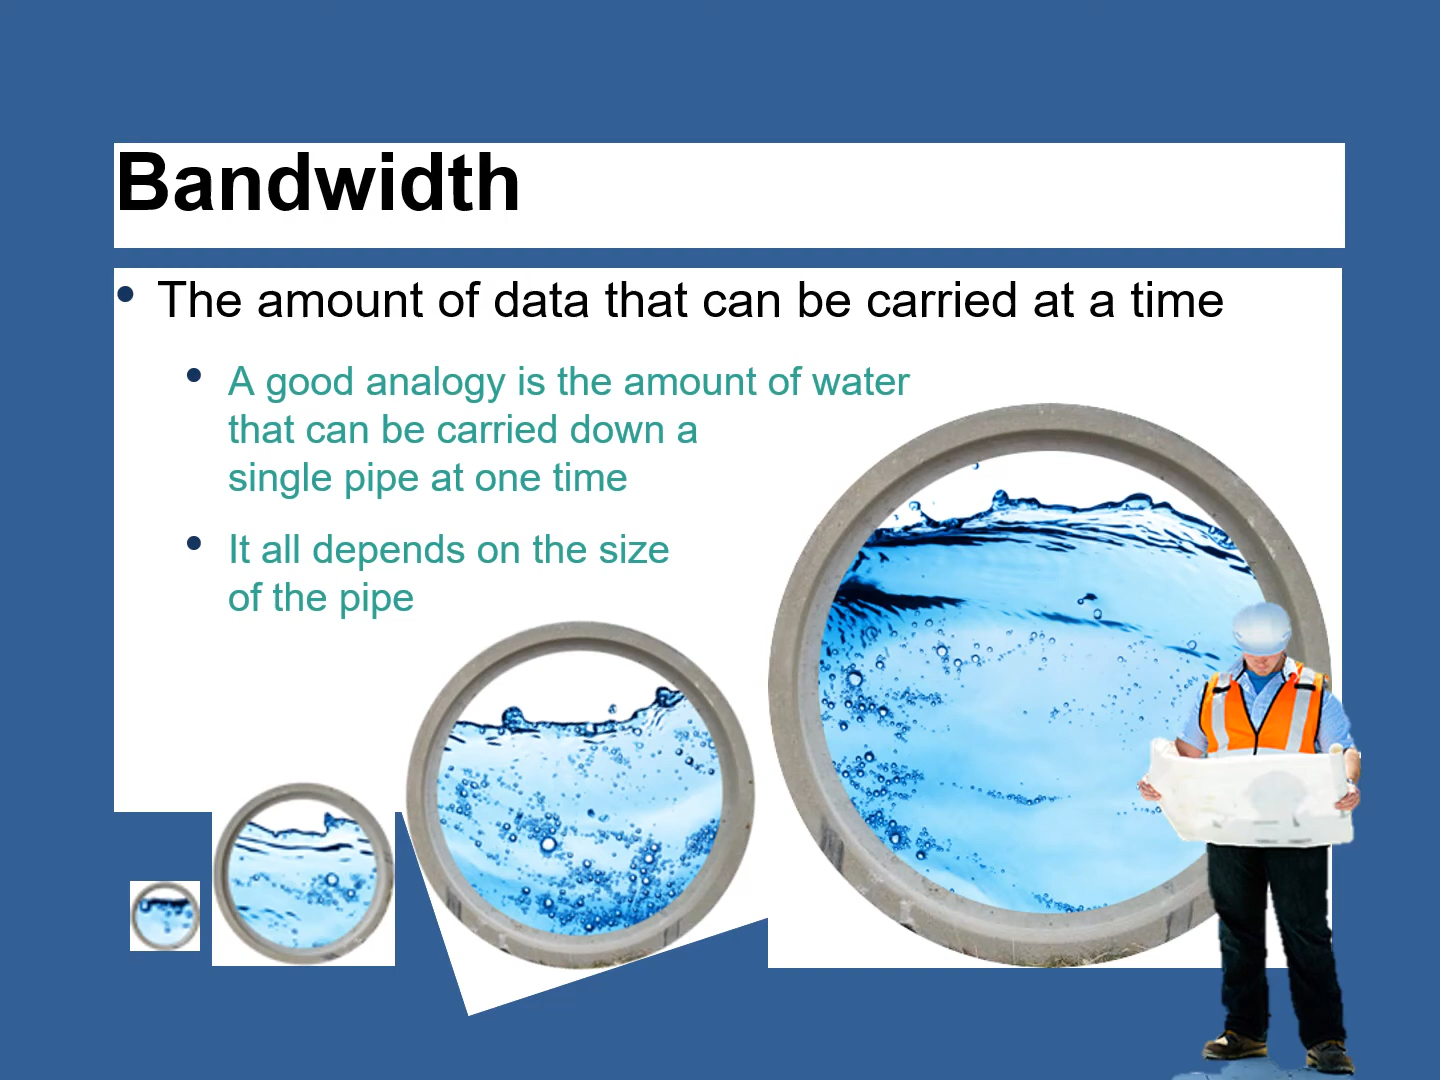 Bandwidth
• The amount of data that can be carried at a time
• A good analogy is the amount of water
that can be carried down a
single pipe at one time
• It all depends on the size
of the pipe